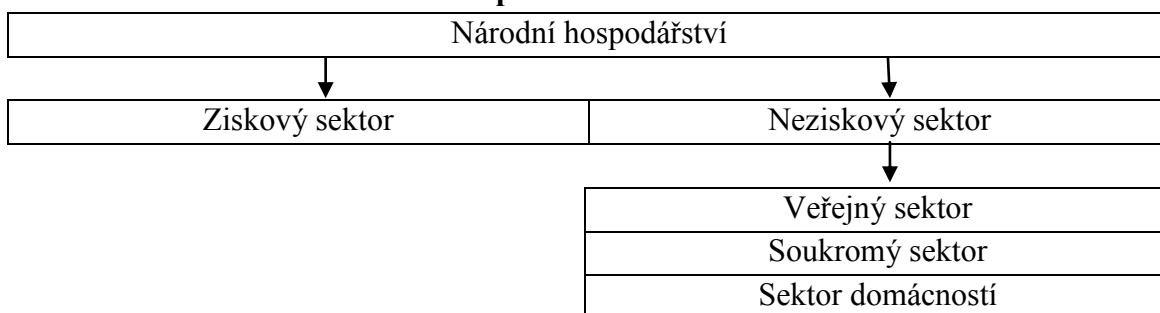 Národní hospodářství
Ziskový sektor
Neziskový sektor
Veřejný sektor
Soukromý sektor
Sektor domácností